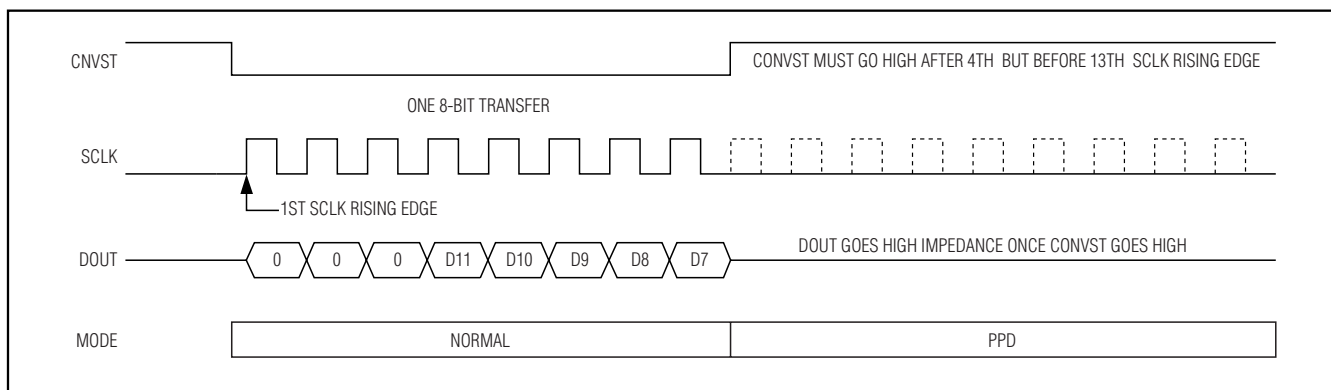 CNVST
CONVST MUST GO HIGH AFTER 4TH BUT BEFORE 13TH SCLK RISING EDGE
ONE 8-BIT TRANSFER
SCLK
1ST SCLK RISING EDGE
DOUT
0 0 0 D11 D10 D9 D8 D7
DOUT GOES HIGH IMPEDANCE ONCE CONVST GOES HIGH
MODE
NORMAL
PPD